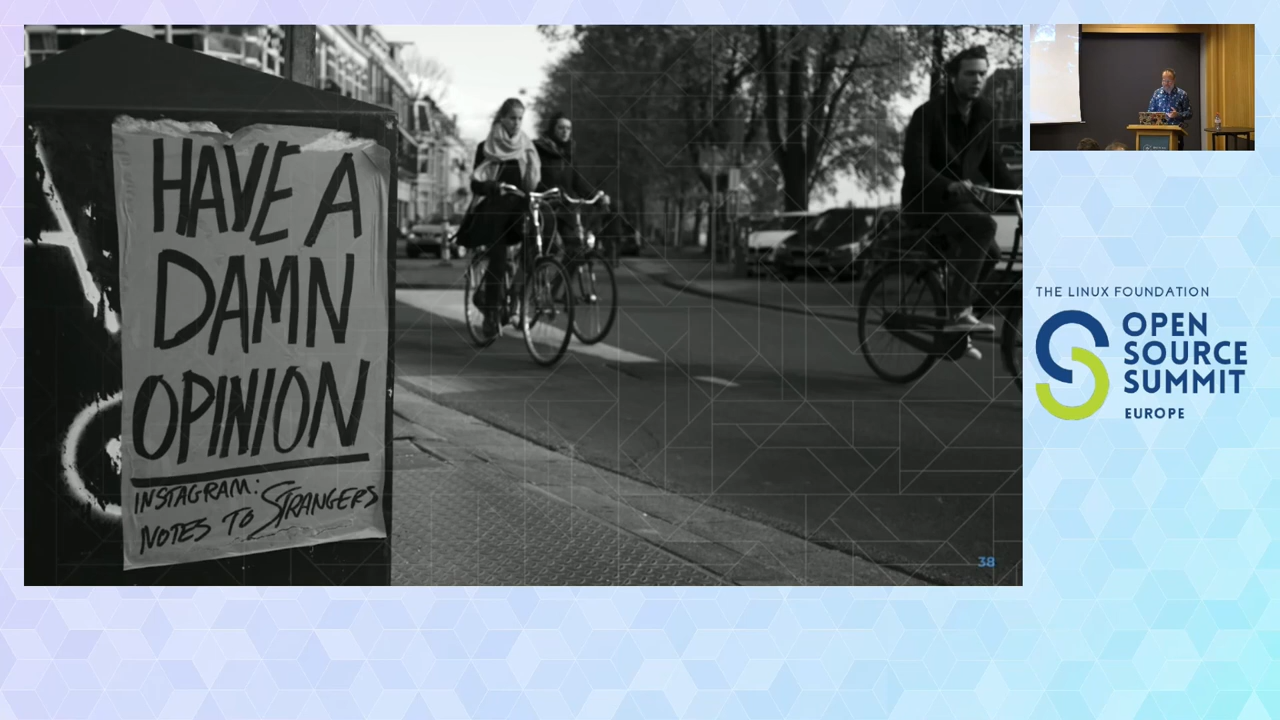 HAVE A
DAMN
OPINION
INSTAGRAM:
NOTES TO STRANGERS
38
THE LINUX FOUNDATION
OPEN
SOURCE
SUMMIT
EUROPE